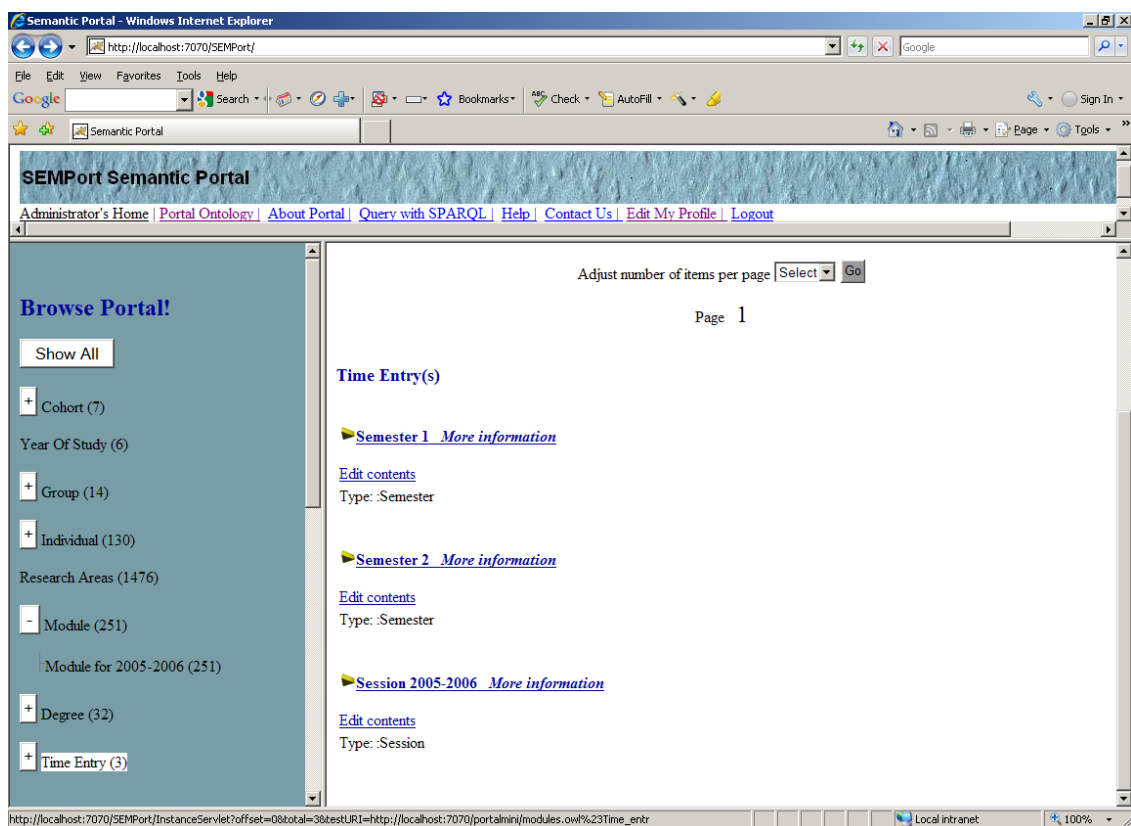 Semantic Portal - Windows Internet Explorer
http://localhost:7070/SEMPort/
Google
File Edit View Favorites Tools Help
Google Search Bookmarks ABC Check AutoFill Sign In
Semantic Portal Page Tools
SEMPort Semantic Portal
Administrator's Home | Portal Ontology | About Portal | Query with SPARQL | Help | Contact Us | Edit My Profile | Logout
Browse Portal!
Show All
+ Cohort (7)
Year Of Study (6)
+ Group (14)
+ Individual (130)
Research Areas (1476)
- Module (251)
Module for 2005-2006 (251)
+ Degree (32)
+ Time Entry (3)
Adjust number of items per page Select Go
Page 1
Time Entry(s)
Semester 1 More information
Edit contents
Type: :Semester
Semester 2 More information
Edit contents
Type: :Semester
Session 2005-2006 More information
Edit contents
Type: :Session
http://localhost:7070/SEMPort/InstanceServlet?offset=0&total=3&testURI=http://localhost:7070/portalmini/modules.owl%23Time_entr Local intranet 100%